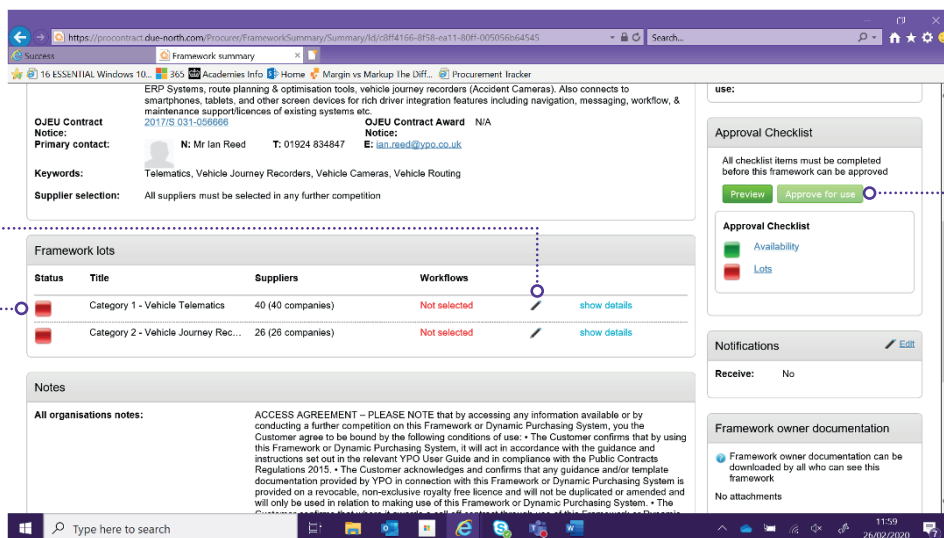 https://procontract.due-north.com/Procurer/FrameworkSummary/Summary/Id/c8ff4166-8f58-ea11-80ff-005056b64545
Search...
Success
Framework summary
16 ESSENTIAL Windows 10...
365
Academies Info
Home
Margin vs Markup The Diff...
Procurement Tracker
ERP Systems, route planning & optimisation tools, vehicle journey recorders (Accident Cameras). Also connects to
smartphones, tablets, and other screen devices for rich driver integration features including navigation, messaging, workflow, &
maintenance support/licences of existing systems etc.
OJEU Contract Notice: 2017/S 031-056666 OJEU Contract Award Notice: N/A
Primary contact: N: Mr Ian Reed T: 01924 834847 E: ian.reed@ypo.co.uk
Keywords: Telematics, Vehicle Journey Recorders, Vehicle Cameras, Vehicle Routing
Supplier selection: All suppliers must be selected in any further competition
Framework lots
Status Title Suppliers Workflows
Category 1 - Vehicle Telematics 40 (40 companies) Not selected show details
Category 2 - Vehicle Journey Rec... 26 (26 companies) Not selected show details
Notes
All organisations notes: ACCESS AGREEMENT – PLEASE NOTE that by accessing any information available or by
conducting a further competition on this Framework or Dynamic Purchasing System, you the
Customer agree to be bound by the following conditions of use: • The Customer confirms that by using
this Framework or Dynamic Purchasing System, it will act in accordance with the guidance and
instructions set out in the relevant YPO User Guide and in compliance with the Public Contracts
Regulations 2015. • The Customer acknowledges and confirms that any guidance and/or template
documentation provided by YPO in connection with this Framework or Dynamic Purchasing System is
provided on a revocable, non-exclusive royalty free licence and will not be duplicated or amended and
will only be used in relation to making use of this Framework or Dynamic Purchasing System. • The
use:
Approval Checklist
All checklist items must be completed
before this framework can be approved
Preview Approve for use
Approval Checklist
Availability
Lots
Notifications Edit
Receive: No
Framework owner documentation
Framework owner documentation can be
downloaded by all who can see this
framework
No attachments
Type here to search
11:59
26/02/2020